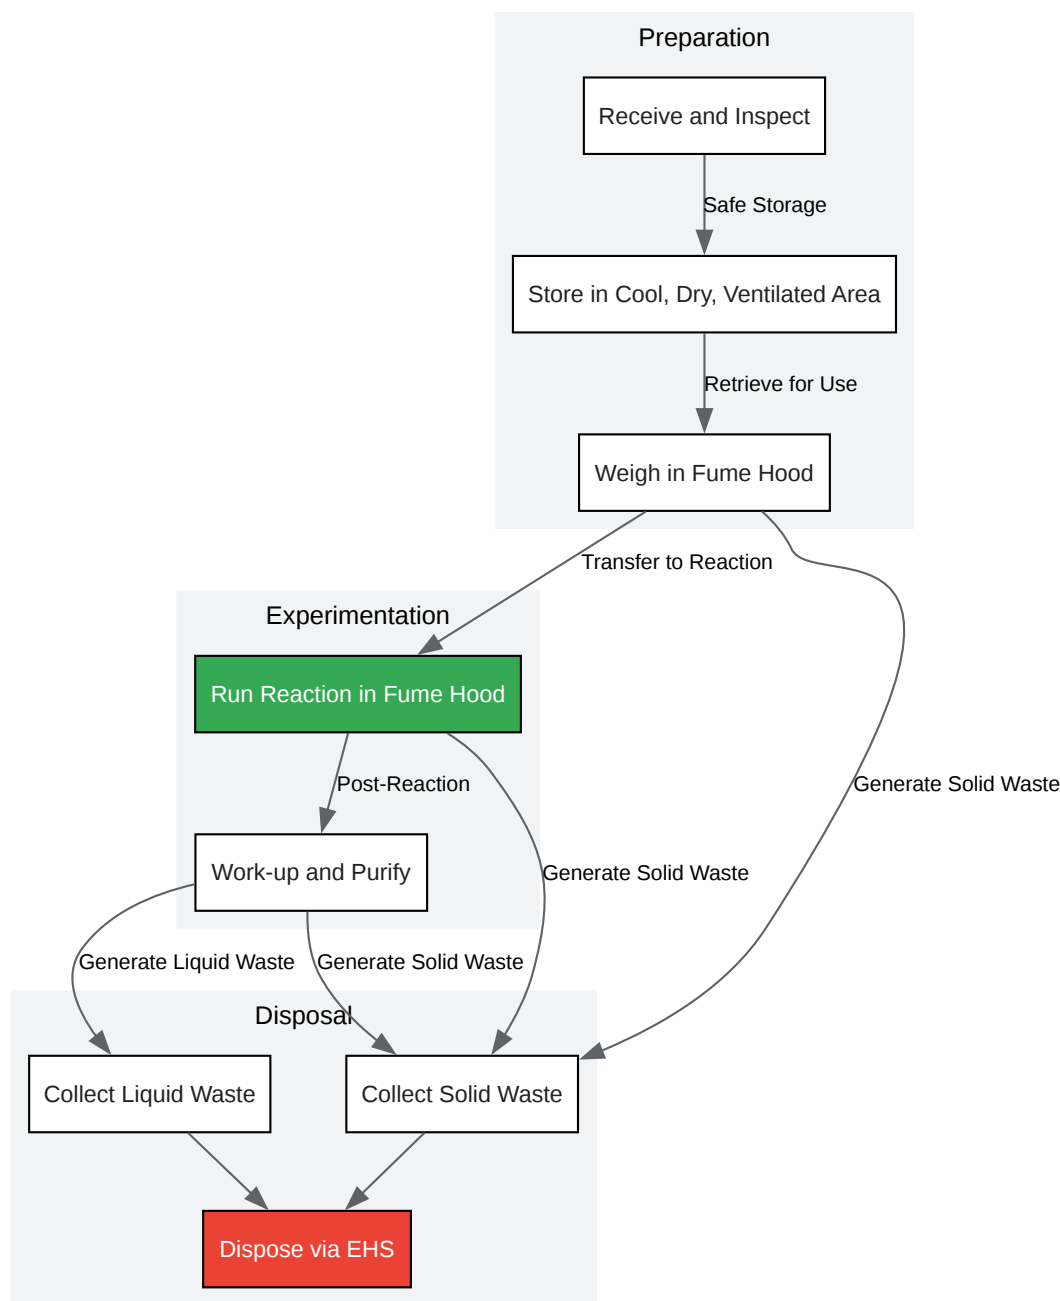 Preparation
Receive and Inspect
Safe Storage
Store in Cool, Dry, Ventilated Area
Retrieve for Use
Weigh in Fume Hood
Transfer to Reaction
Experimentation
Run Reaction in Fume Hood
Post-Reaction
Generate Solid Waste
Work-up and Purify
Generate Solid Waste
Generate Liquid Waste
Generate Solid Waste
Disposal
Collect Liquid Waste
Collect Solid Waste
Dispose via EHS